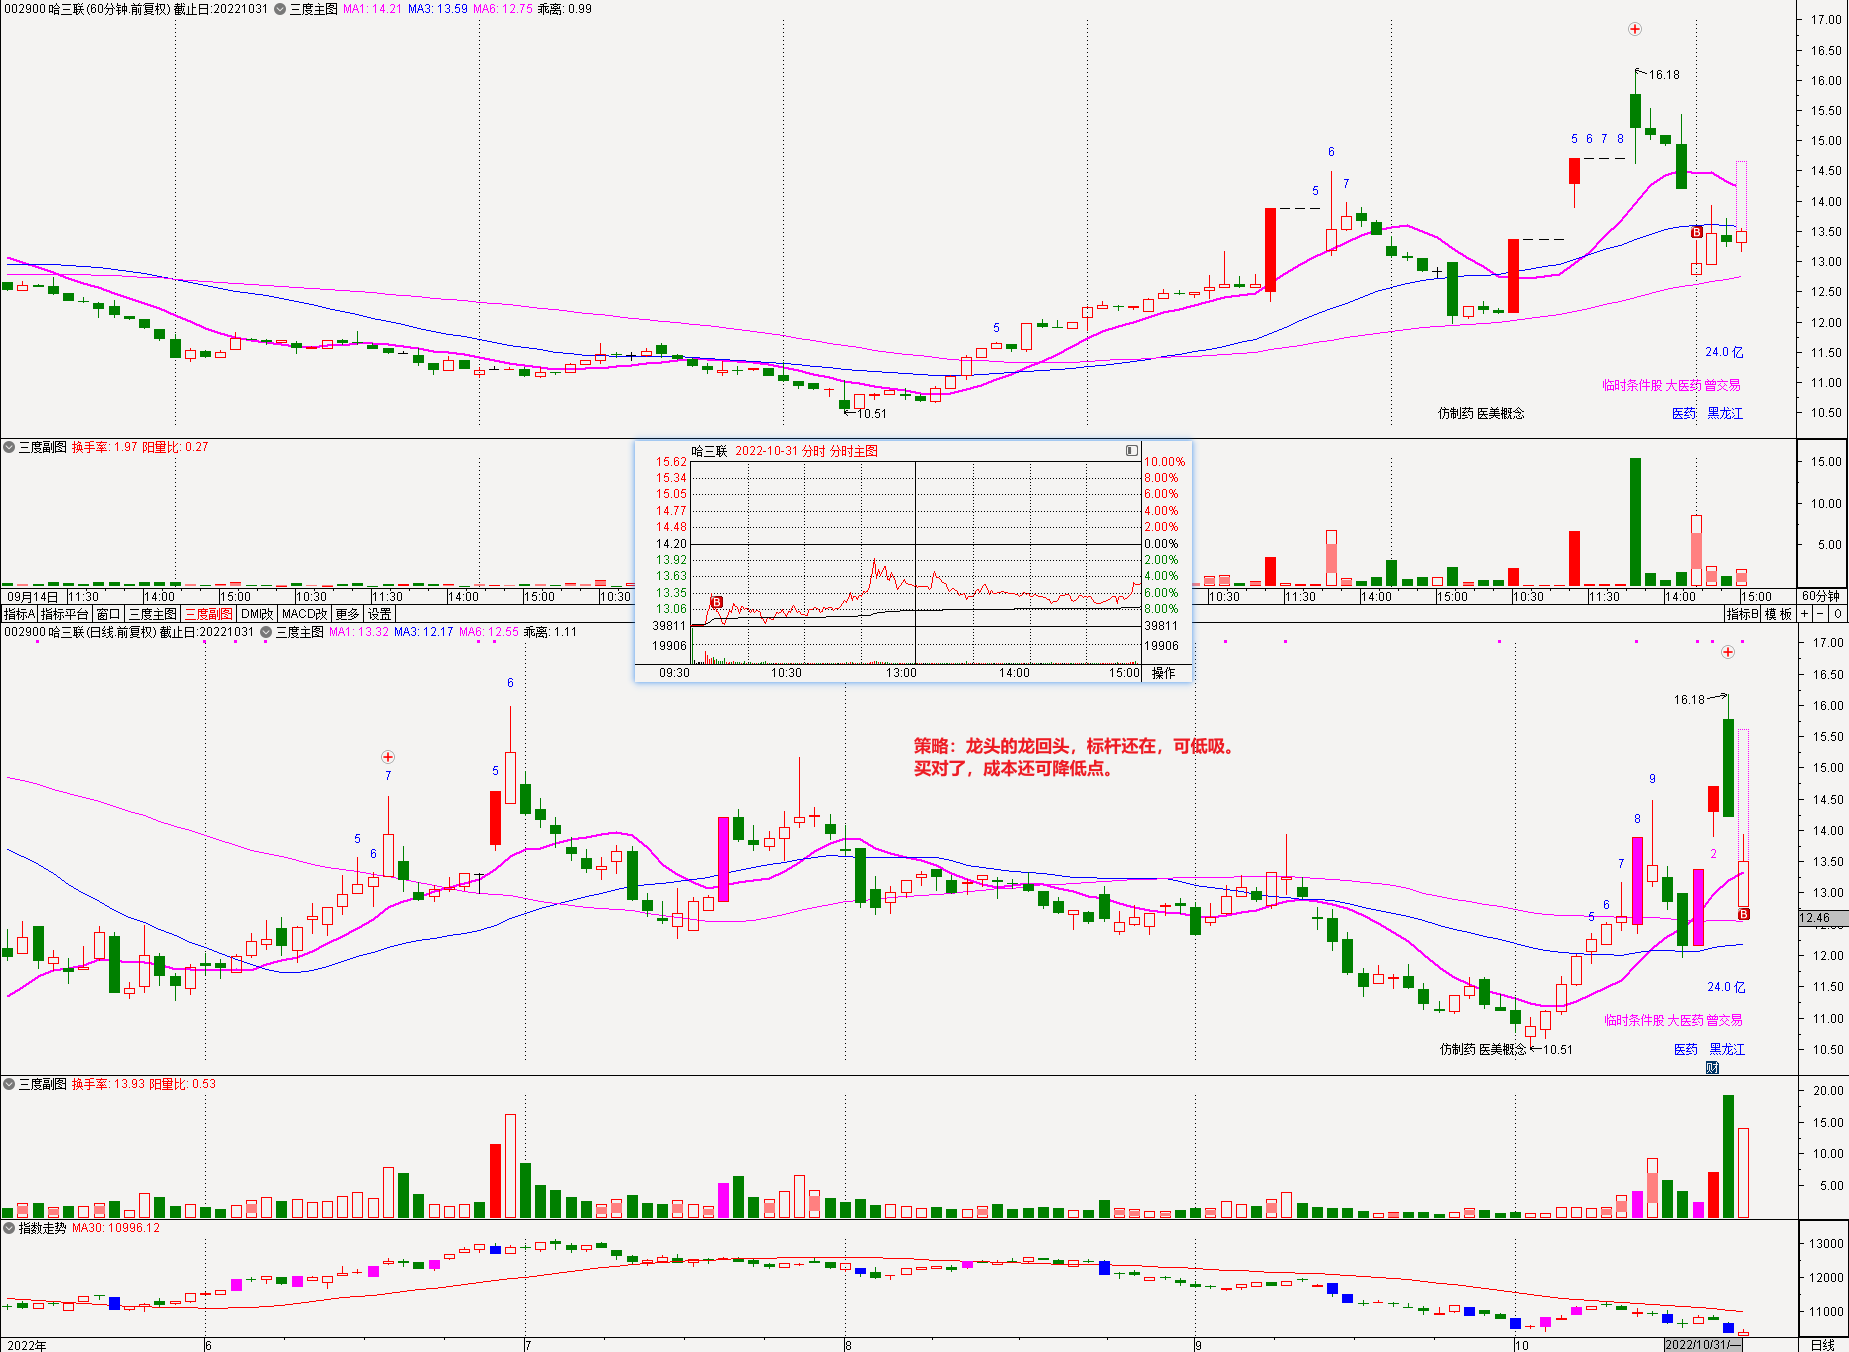 002900 哈三联(60分钟.前复权) 截止日:20221031 三度主图 MA1: 14.21 MA3: 13.59 MA6: 12.75 乖离: 0.99
17.00
16.50
16.00
15.50
15.00
14.50
14.00
13.50
13.00
12.50
12.00
11.50
11.00
10.50
16.18
5 6 7 8
6
5
7
B
5
10.51
24.0 亿
临时条件股 大医药 曾交易
仿制药 医美概念
医药 黑龙江
三度副图 换手率: 1.97 阳量比: 0.27
15.00
10.00
5.00
哈三联 2022-10-31 分时 分时主图
15.62 10.00%
15.34 8.00%
15.05 6.00%
14.77 4.00%
14.48 2.00%
14.20 0.00%
13.92 2.00%
13.63 4.00%
13.35 6.00%
13.06 8.00%
39811 39811
19906 19906
B
09:30 10:30 13:00 14:00 15:00 操作
09月14日 11:30 14:00 15:00 10:30 11:30 14:00 15:00 10:30 10:30 11:30 14:00 15:00 10:30 11:30 14:00 15:00 60分钟
指标A 指标平台 窗口 三度主图 三度副图 DMI改 MACD改 更多 设置 指标B 模板 + - 0
002900 哈三联(日线.前复权) 截止日:20221031 三度主图 MA1: 13.32 MA3: 12.17 MA6: 12.55 乖离: 1.11
17.00
16.50
16.00
15.50
15.00
14.50
14.00
13.50
13.00
12.46
12.00
11.50
11.00
10.50
策略：龙头的龙回头，标杆还在，可低吸。
买对了，成本还可降低点。
16.18
6
7
5
5
6
9
8
7
6
5
2
B
24.0 亿
临时条件股 大医药 曾交易
仿制药 医美概念 10.51
医药 黑龙江
财
三度副图 换手率: 13.93 阳量比: 0.53
20.00
15.00
10.00
5.00
指数走势 MA30: 10996.12
13000
12000
11000
2022年 6 7 8 9 10 2022/10/31/一 日线